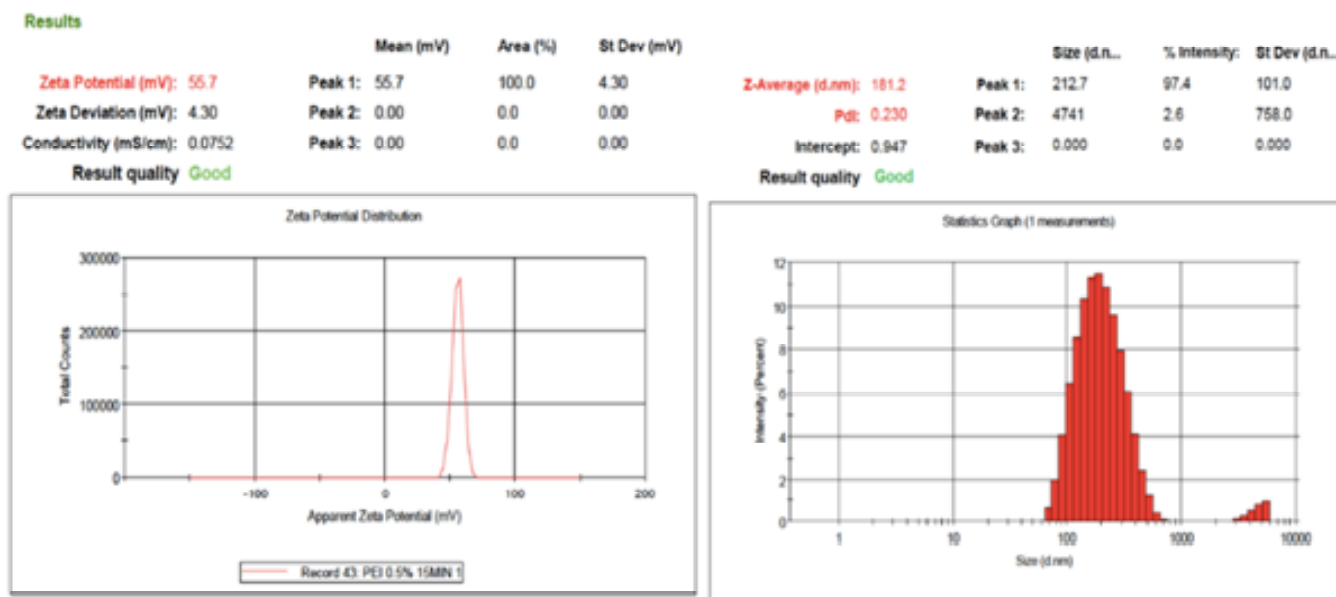 Results
Mean (mV) Area (%) St Dev (mV)
Zeta Potential (mV): 55.7 Peak 1: 55.7 100.0 4.30
Zeta Deviation (mV): 4.30 Peak 2: 0.00 0.0 0.00
Conductivity (mS/cm): 0.0752 Peak 3: 0.00 0.0 0.00
Result quality Good
Zeta Potential Distribution
Total Counts
300000
200000
100000
0
-100 0 100 200
Apparent Zeta Potential (mV)
Record 43: PEI 0.5% 15MIN 1
Size (d.n... % Intensity: St Dev (d.n...
Z-Average (d.nm): 181.2 Peak 1: 212.7 97.4 101.0
PdI: 0.230 Peak 2: 4741 2.6 758.0
Intercept: 0.947 Peak 3: 0.000 0.0 0.000
Result quality Good
Statistics Graph (1 measurements)
Intensity (Percent)
12
10
8
6
4
2
0
1 10 100 1000 10000
Size (d.nm)